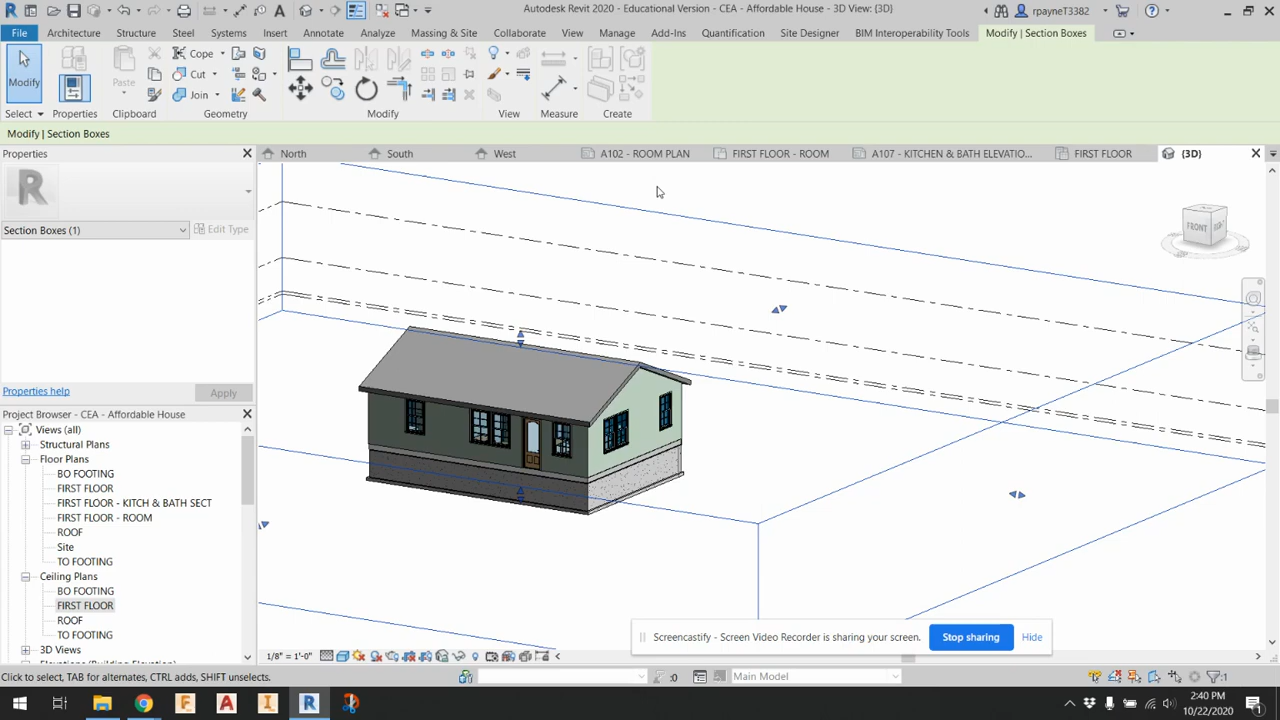 Autodesk Revit 2020 - Educational Version - CEA - Affordable House - 3D View: {3D}
rpayneT3382
File Architecture Structure Steel Systems Insert Annotate Analyze Massing & Site Collaborate View Manage Add-Ins Quantification Site Designer BIM Interoperability Tools Modify | Section Boxes
Modify
Cope
Cut
Join
Paste
Select Properties Clipboard Geometry Modify View Measure Create
Modify | Section Boxes
Properties
North South West A102 - ROOM PLAN FIRST FLOOR - ROOM A107 - KITCHEN & BATH ELEVATIO... FIRST FLOOR {3D}
R
Section Boxes (1) Edit Type
FRONT
Properties help Apply
Project Browser - CEA - Affordable House
Views (all)
Structural Plans
Floor Plans
BO FOOTING
FIRST FLOOR
FIRST FLOOR - KITCH & BATH SECT
FIRST FLOOR - ROOM
ROOF
Site
TO FOOTING
Ceiling Plans
BO FOOTING
FIRST FLOOR
ROOF
TO FOOTING
3D Views
Elevations (Building Elevation)
Screencastify - Screen Video Recorder is sharing your screen. Stop sharing Hide
1/8" = 1'-0"
Click to select, TAB for alternates, CTRL adds, SHIFT unselects. :0 Main Model :1
2:40 PM
10/22/2020